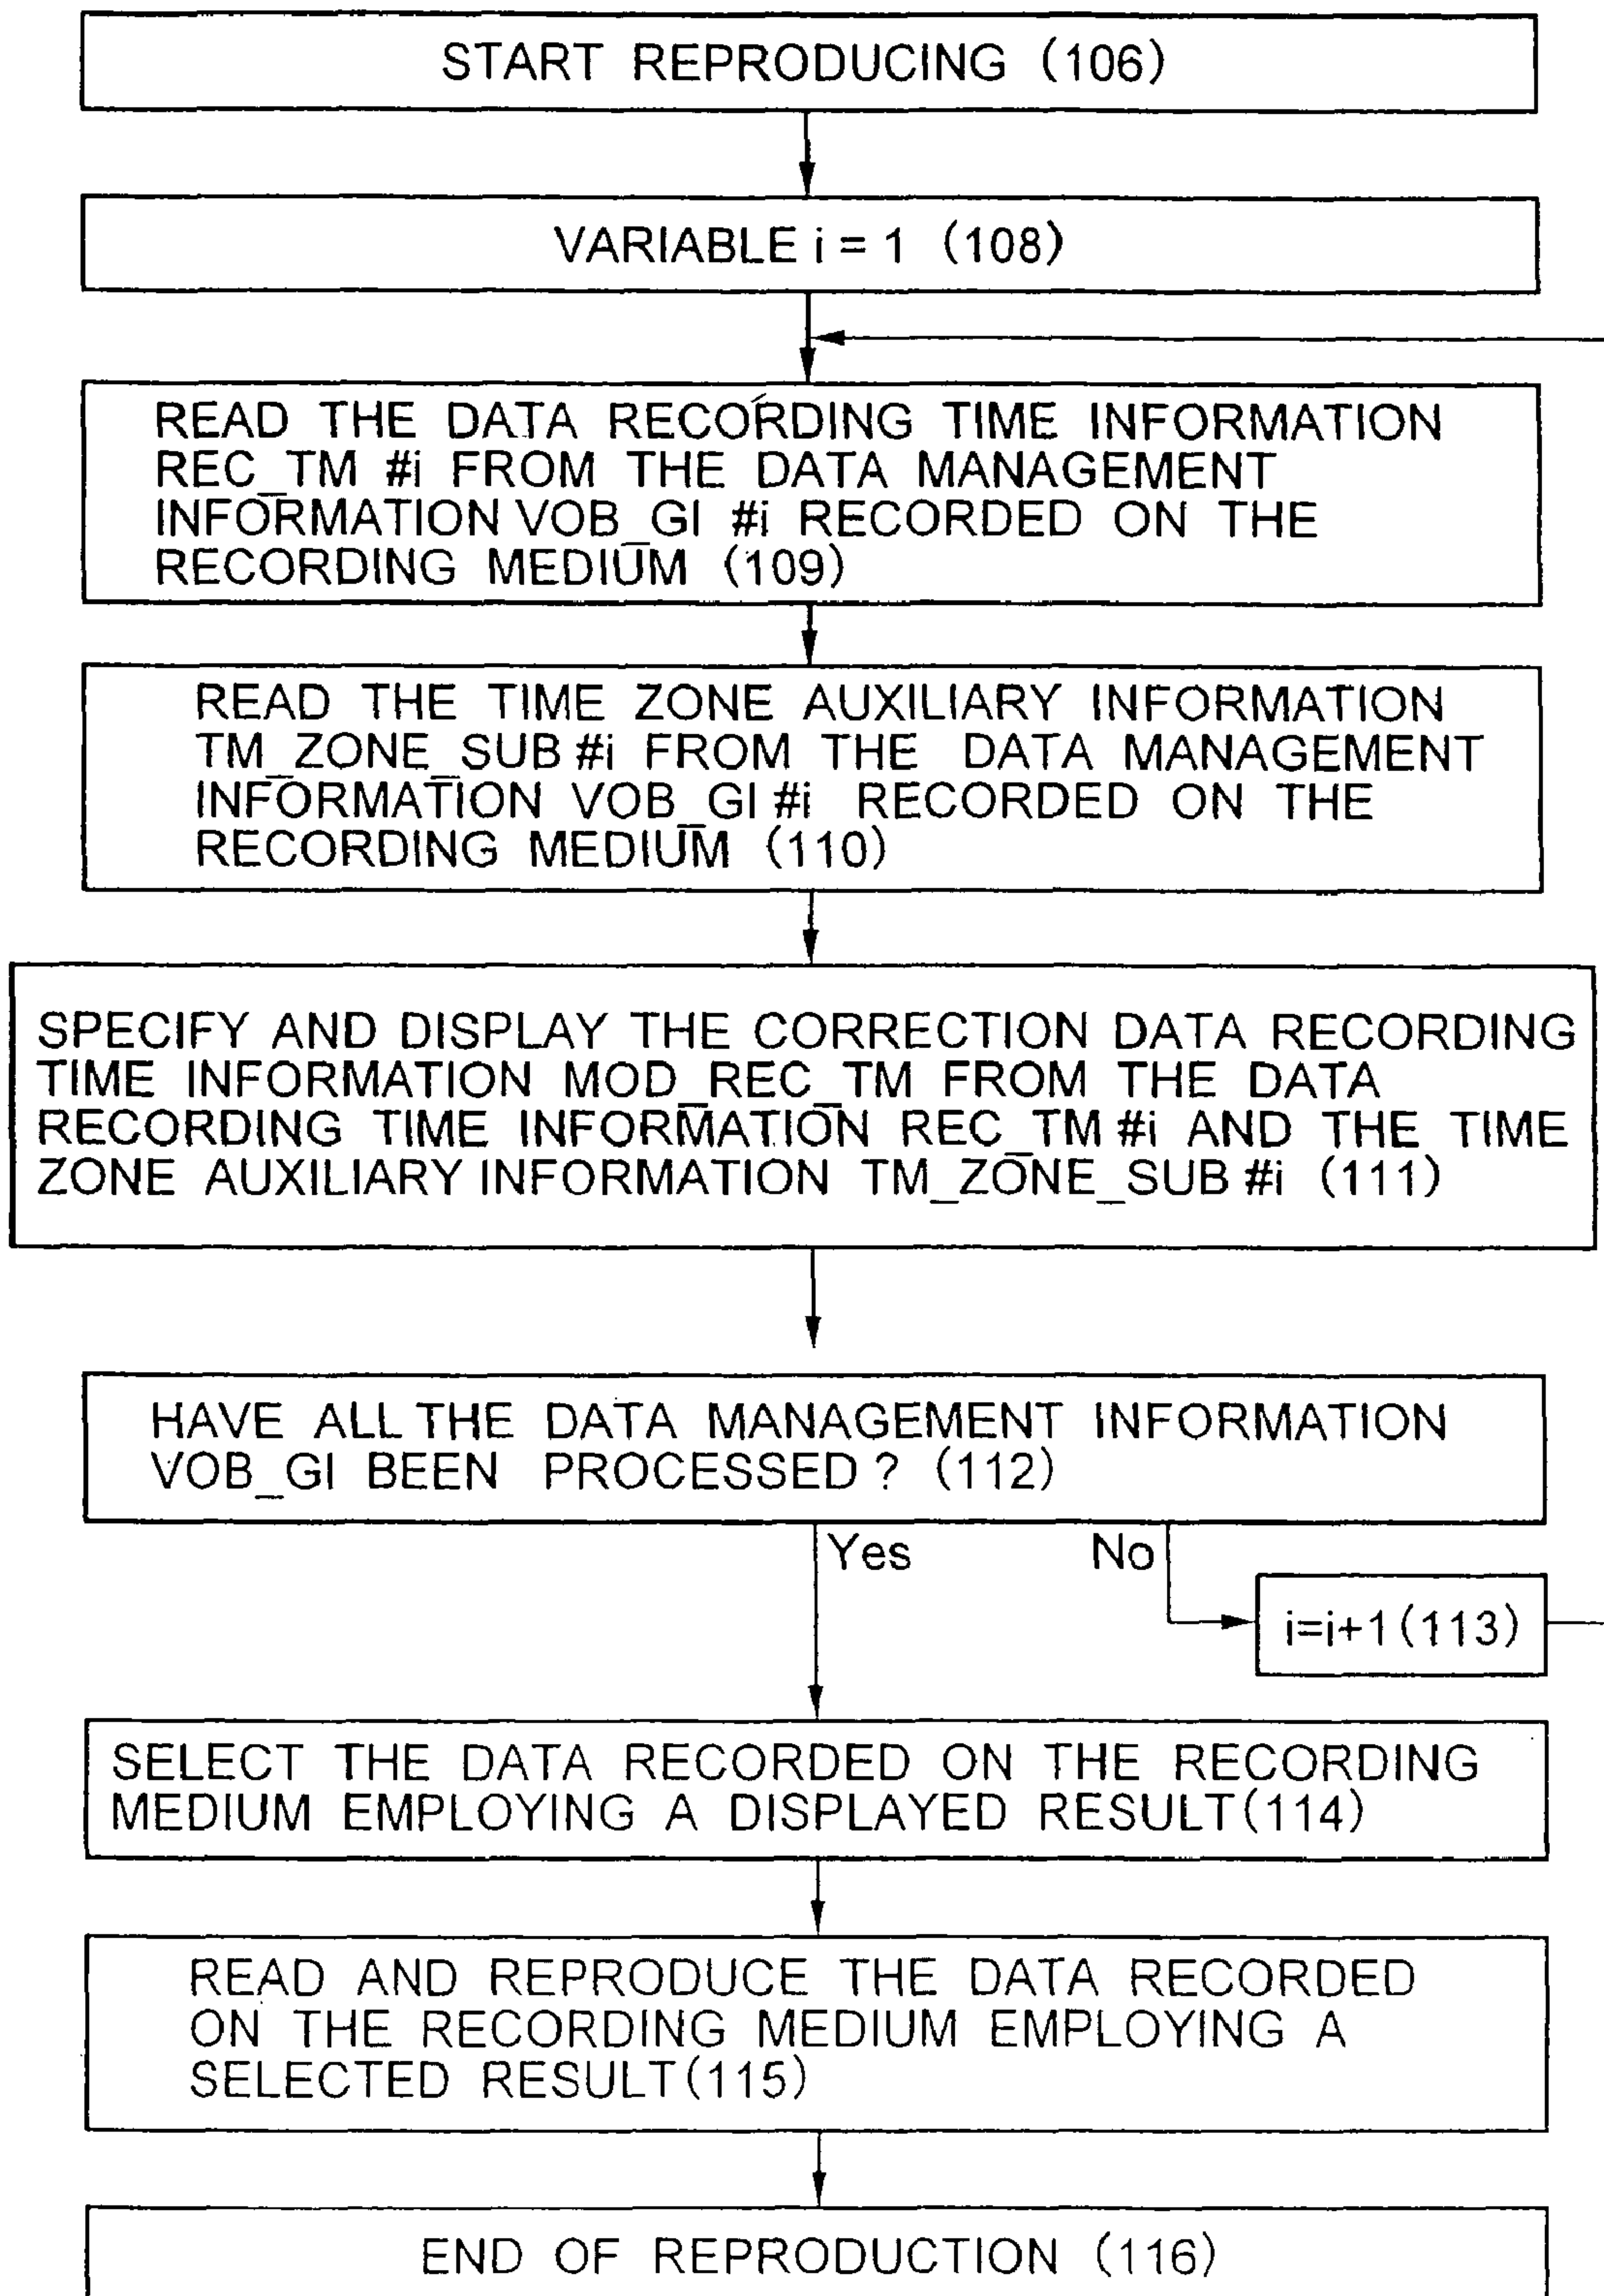 START REPRODUCING (106)
VARIABLE i = 1 (108)
READ THE DATA RECORDING TIME INFORMATION
REC_TM #i FROM THE DATA MANAGEMENT
INFORMATION VOB_GI #i RECORDED ON THE
RECORDING MEDIUM (109)
READ THE TIME ZONE AUXILIARY INFORMATION
TM_ZONE_SUB #i FROM THE DATA MANAGEMENT
INFORMATION VOB_GI #i RECORDED ON THE
RECORDING MEDIUM (110)
SPECIFY AND DISPLAY THE CORRECTION DATA RECORDING
TIME INFORMATION MOD_REC_TM FROM THE DATA
RECORDING TIME INFORMATION REC_TM #i AND THE TIME
ZONE AUXILIARY INFORMATION TM_ZONE_SUB #i (111)
HAVE ALL THE DATA MANAGEMENT INFORMATION
VOB_GI BEEN PROCESSED ? (112)
Yes No
i=i+1(113)
SELECT THE DATA RECORDED ON THE RECORDING
MEDIUM EMPLOYING A DISPLAYED RESULT(114)
READ AND REPRODUCE THE DATA RECORDED
ON THE RECORDING MEDIUM EMPLOYING A
SELECTED RESULT(115)
END OF REPRODUCTION (116)